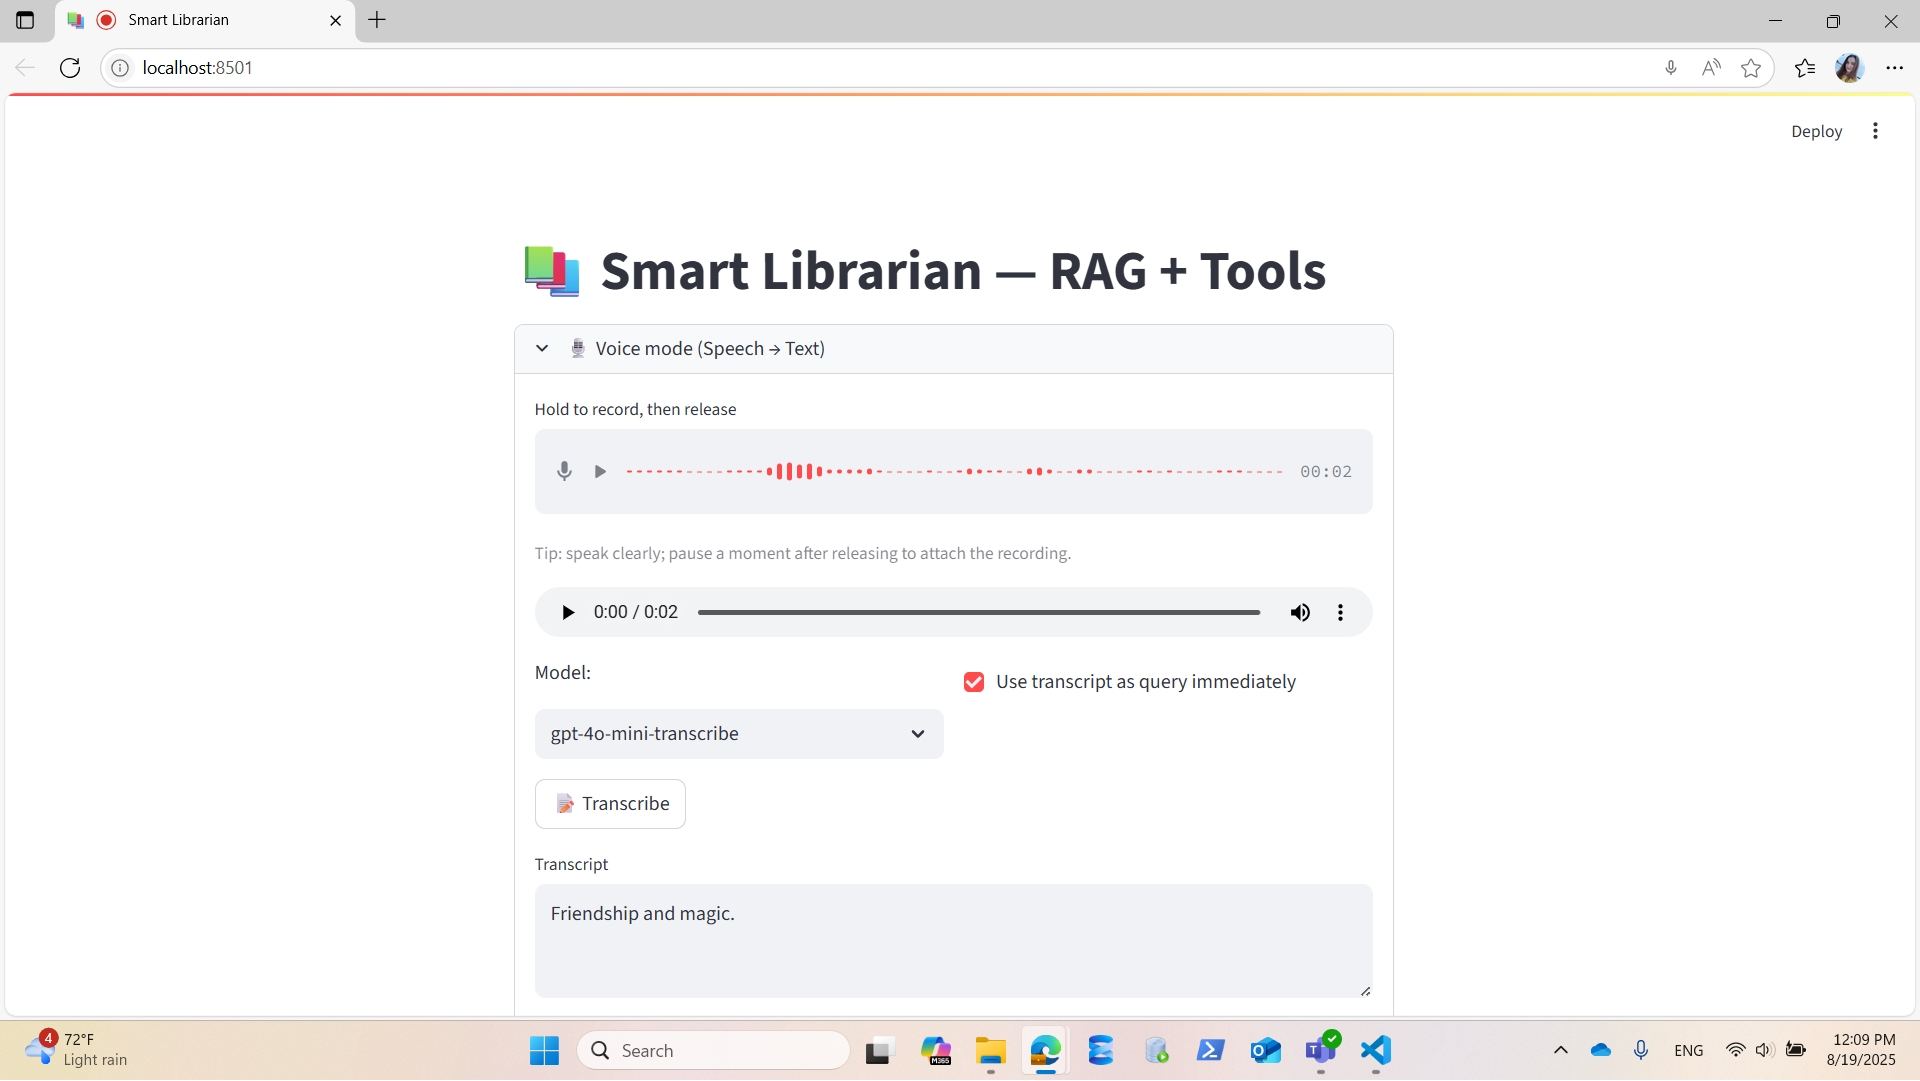 Smart Librarian
localhost:8501
Deploy
Smart Librarian — RAG + Tools
Voice mode (Speech → Text)
Hold to record, then release
00:02
Tip: speak clearly; pause a moment after releasing to attach the recording.
0:00 / 0:02
Model:
Use transcript as query immediately
gpt-4o-mini-transcribe
Transcribe
Transcript
Friendship and magic.
4
72°F
Light rain
Search
M365
ENG
12:09 PM
8/19/2025